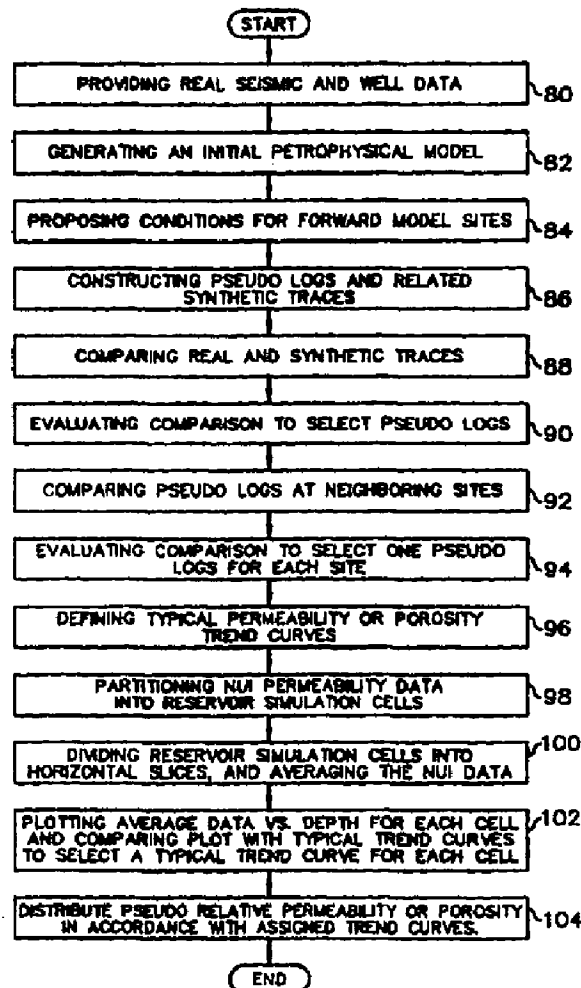 START
PROVIDING REAL SEISMIC AND WELL DATA
80
GENERATING AN INITIAL PETROPHYSICAL MODEL
82
PROPOSING CONDITIONS FOR FORWARD MODEL SITES
84
CONSTRUCTING PSEUDO LOGS AND RELATED
SYNTHETIC TRACES
86
COMPARING REAL AND SYNTHETIC TRACES
88
EVALUATING COMPARISON TO SELECT PSEUDO LOGS
90
COMPARING PSEUDO LOGS AT NEIGHBORING SITES
92
EVALUATING COMPARISON TO SELECT ONE PSEUDO
LOGS FOR EACH SITE
94
DEFINING TYPICAL PERMEABILITY OR POROSITY
TREND CURVES
96
PARTITIONING NUI PERMEABILITY DATA
INTO RESERVOIR SIMULATION CELLS
98
DIVIDING RESERVOIR SIMULATION CELLS INTO
HORIZONTAL SLICES, AND AVERAGING THE NUI DATA
100
PLOTTING AVERAGE DATA VS. DEPTH FOR EACH CELL
AND COMPARING PLOT WITH TYPICAL TREND CURVES
TO SELECT A TYPICAL TREND CURVE FOR EACH CELL
102
DISTRIBUTE PSEUDO RELATIVE PERMEABILITY OR POROSITY
IN ACCORDANCE WITH ASSIGNED TREND CURVES.
104
END